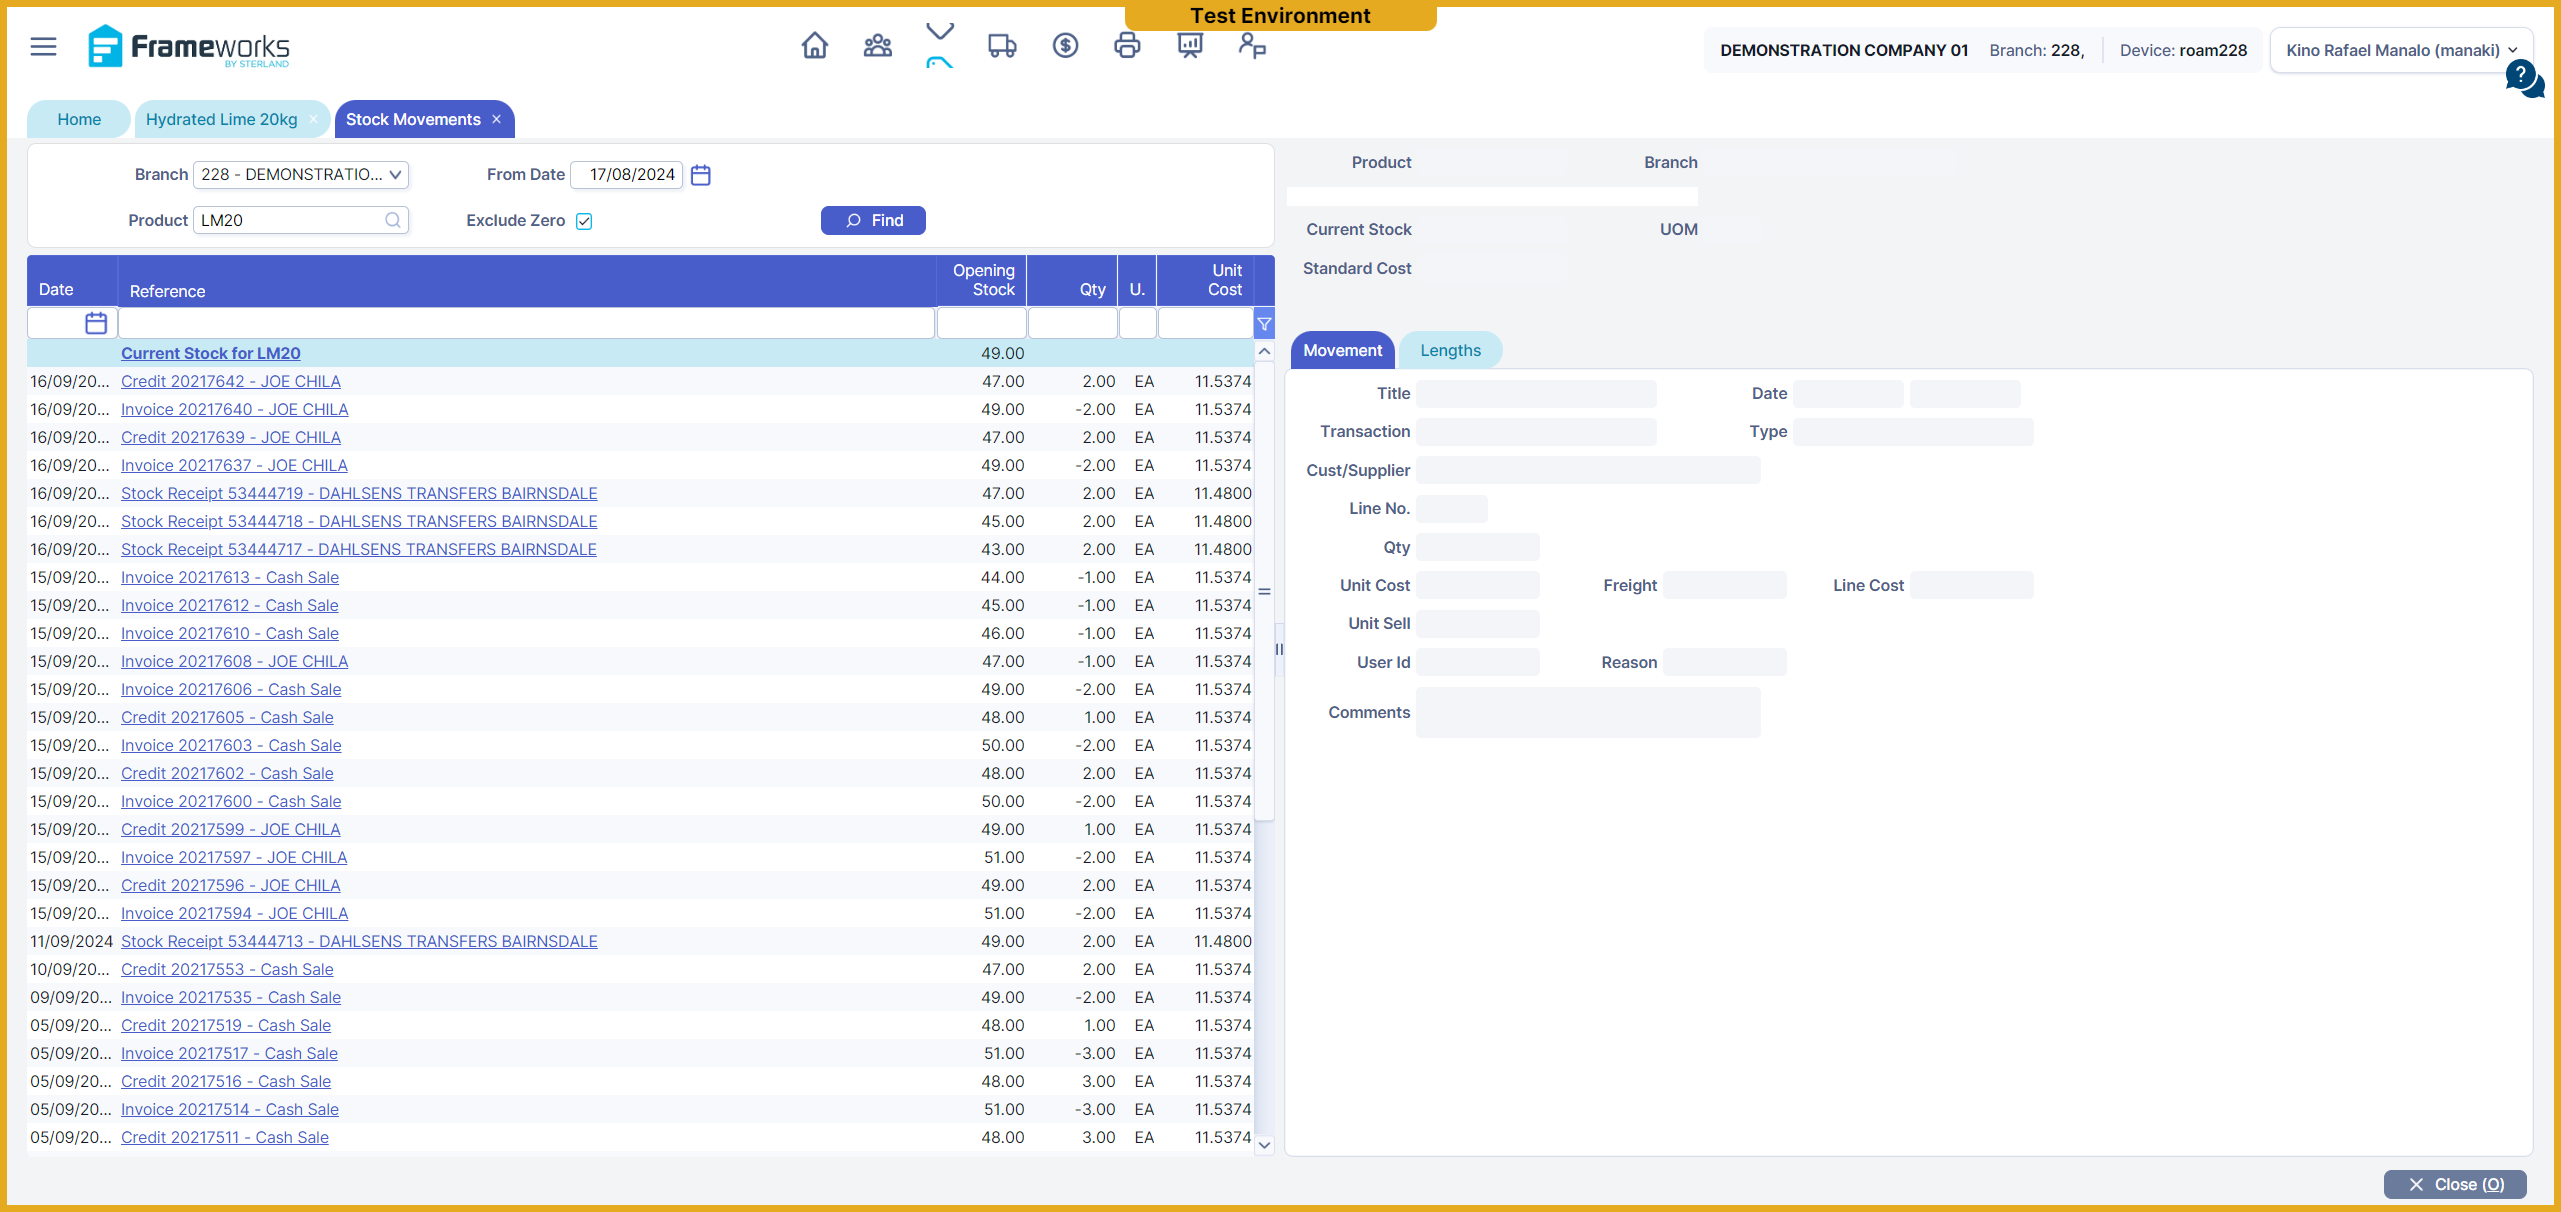 Test Environment
Frameworks
BY STERLAND
DEMONSTRATION COMPANY 01 Branch: 228, Device: roam228 Kino Rafael Manalo (manaki)
?
Home Hydrated Lime 20kg × Stock Movements ×
Branch 228 - DEMONSTRATIO... From Date 17/08/2024
Product LM20 Exclude Zero Find
Date Reference Opening Stock Qty U. Unit Cost
Current Stock for LM20 49.00
16/09/20... Credit 20217642 - JOE CHILA 47.00 2.00 EA 11.5374
16/09/20... Invoice 20217640 - JOE CHILA 49.00 -2.00 EA 11.5374
16/09/20... Credit 20217639 - JOE CHILA 47.00 2.00 EA 11.5374
16/09/20... Invoice 20217637 - JOE CHILA 49.00 -2.00 EA 11.5374
16/09/20... Stock Receipt 53444719 - DAHLSENS TRANSFERS BAIRNSDALE 47.00 2.00 EA 11.4800
16/09/20... Stock Receipt 53444718 - DAHLSENS TRANSFERS BAIRNSDALE 45.00 2.00 EA 11.4800
16/09/20... Stock Receipt 53444717 - DAHLSENS TRANSFERS BAIRNSDALE 43.00 2.00 EA 11.4800
15/09/20... Invoice 20217613 - Cash Sale 44.00 -1.00 EA 11.5374
15/09/20... Invoice 20217612 - Cash Sale 45.00 -1.00 EA 11.5374
15/09/20... Invoice 20217610 - Cash Sale 46.00 -1.00 EA 11.5374
15/09/20... Invoice 20217608 - JOE CHILA 47.00 -1.00 EA 11.5374
15/09/20... Invoice 20217606 - Cash Sale 49.00 -2.00 EA 11.5374
15/09/20... Credit 20217605 - Cash Sale 48.00 1.00 EA 11.5374
15/09/20... Invoice 20217603 - Cash Sale 50.00 -2.00 EA 11.5374
15/09/20... Credit 20217602 - Cash Sale 48.00 2.00 EA 11.5374
15/09/20... Invoice 20217600 - Cash Sale 50.00 -2.00 EA 11.5374
15/09/20... Credit 20217599 - JOE CHILA 49.00 1.00 EA 11.5374
15/09/20... Invoice 20217597 - JOE CHILA 51.00 -2.00 EA 11.5374
15/09/20... Credit 20217596 - JOE CHILA 49.00 2.00 EA 11.5374
15/09/20... Invoice 20217594 - JOE CHILA 51.00 -2.00 EA 11.5374
11/09/2024 Stock Receipt 53444713 - DAHLSENS TRANSFERS BAIRNSDALE 49.00 2.00 EA 11.4800
10/09/20... Credit 20217553 - Cash Sale 47.00 2.00 EA 11.5374
09/09/20... Invoice 20217535 - Cash Sale 49.00 -2.00 EA 11.5374
05/09/20... Credit 20217519 - Cash Sale 48.00 1.00 EA 11.5374
05/09/20... Invoice 20217517 - Cash Sale 51.00 -3.00 EA 11.5374
05/09/20... Credit 20217516 - Cash Sale 48.00 3.00 EA 11.5374
05/09/20... Invoice 20217514 - Cash Sale 51.00 -3.00 EA 11.5374
05/09/20... Credit 20217511 - Cash Sale 48.00 3.00 EA 11.5374
Product Branch
Current Stock UOM
Standard Cost
Movement Lengths
Title Date
Transaction Type
Cust/Supplier
Line No.
Qty
Unit Cost Freight Line Cost
Unit Sell
User Id Reason
Comments
Close (O)